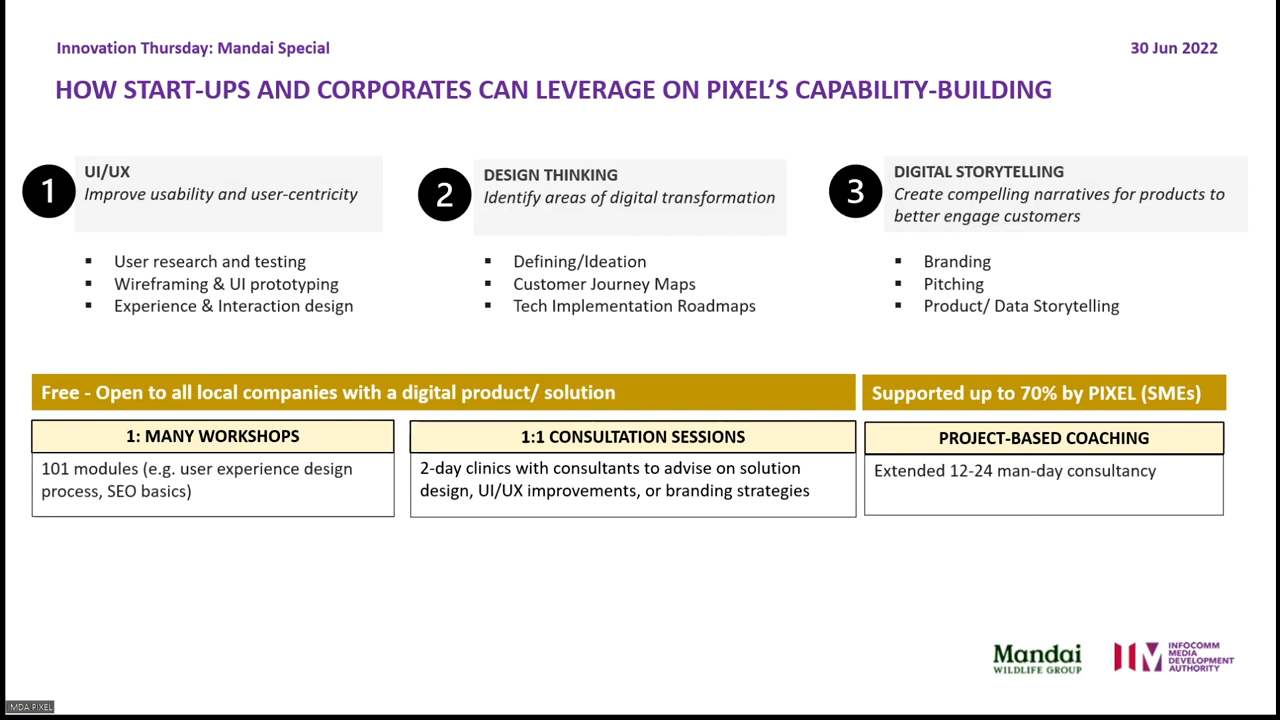 Innovation Thursday: Mandai Special
30 Jun 2022
HOW START-UPS AND CORPORATES CAN LEVERAGE ON PIXEL'S CAPABILITY-BUILDING
1
UI/UX
Improve usability and user-centricity
▪ User research and testing
▪ Wireframing & UI prototyping
▪ Experience & Interaction design
2
DESIGN THINKING
Identify areas of digital transformation
▪ Defining/Ideation
▪ Customer Journey Maps
▪ Tech Implementation Roadmaps
3
DIGITAL STORYTELLING
Create compelling narratives for products to
better engage customers
▪ Branding
▪ Pitching
▪ Product/ Data Storytelling
Free - Open to all local companies with a digital product/ solution
Supported up to 70% by PIXEL (SMEs)
1: MANY WORKSHOPS
101 modules (e.g. user experience design
process, SEO basics)
1:1 CONSULTATION SESSIONS
2-day clinics with consultants to advise on solution
design, UI/UX improvements, or branding strategies
PROJECT-BASED COACHING
Extended 12-24 man-day consultancy
Mandai
WILDLIFE GROUP
INFOCOMM
MEDIA
DEVELOPMENT
AUTHORITY
IMDA PIXEL